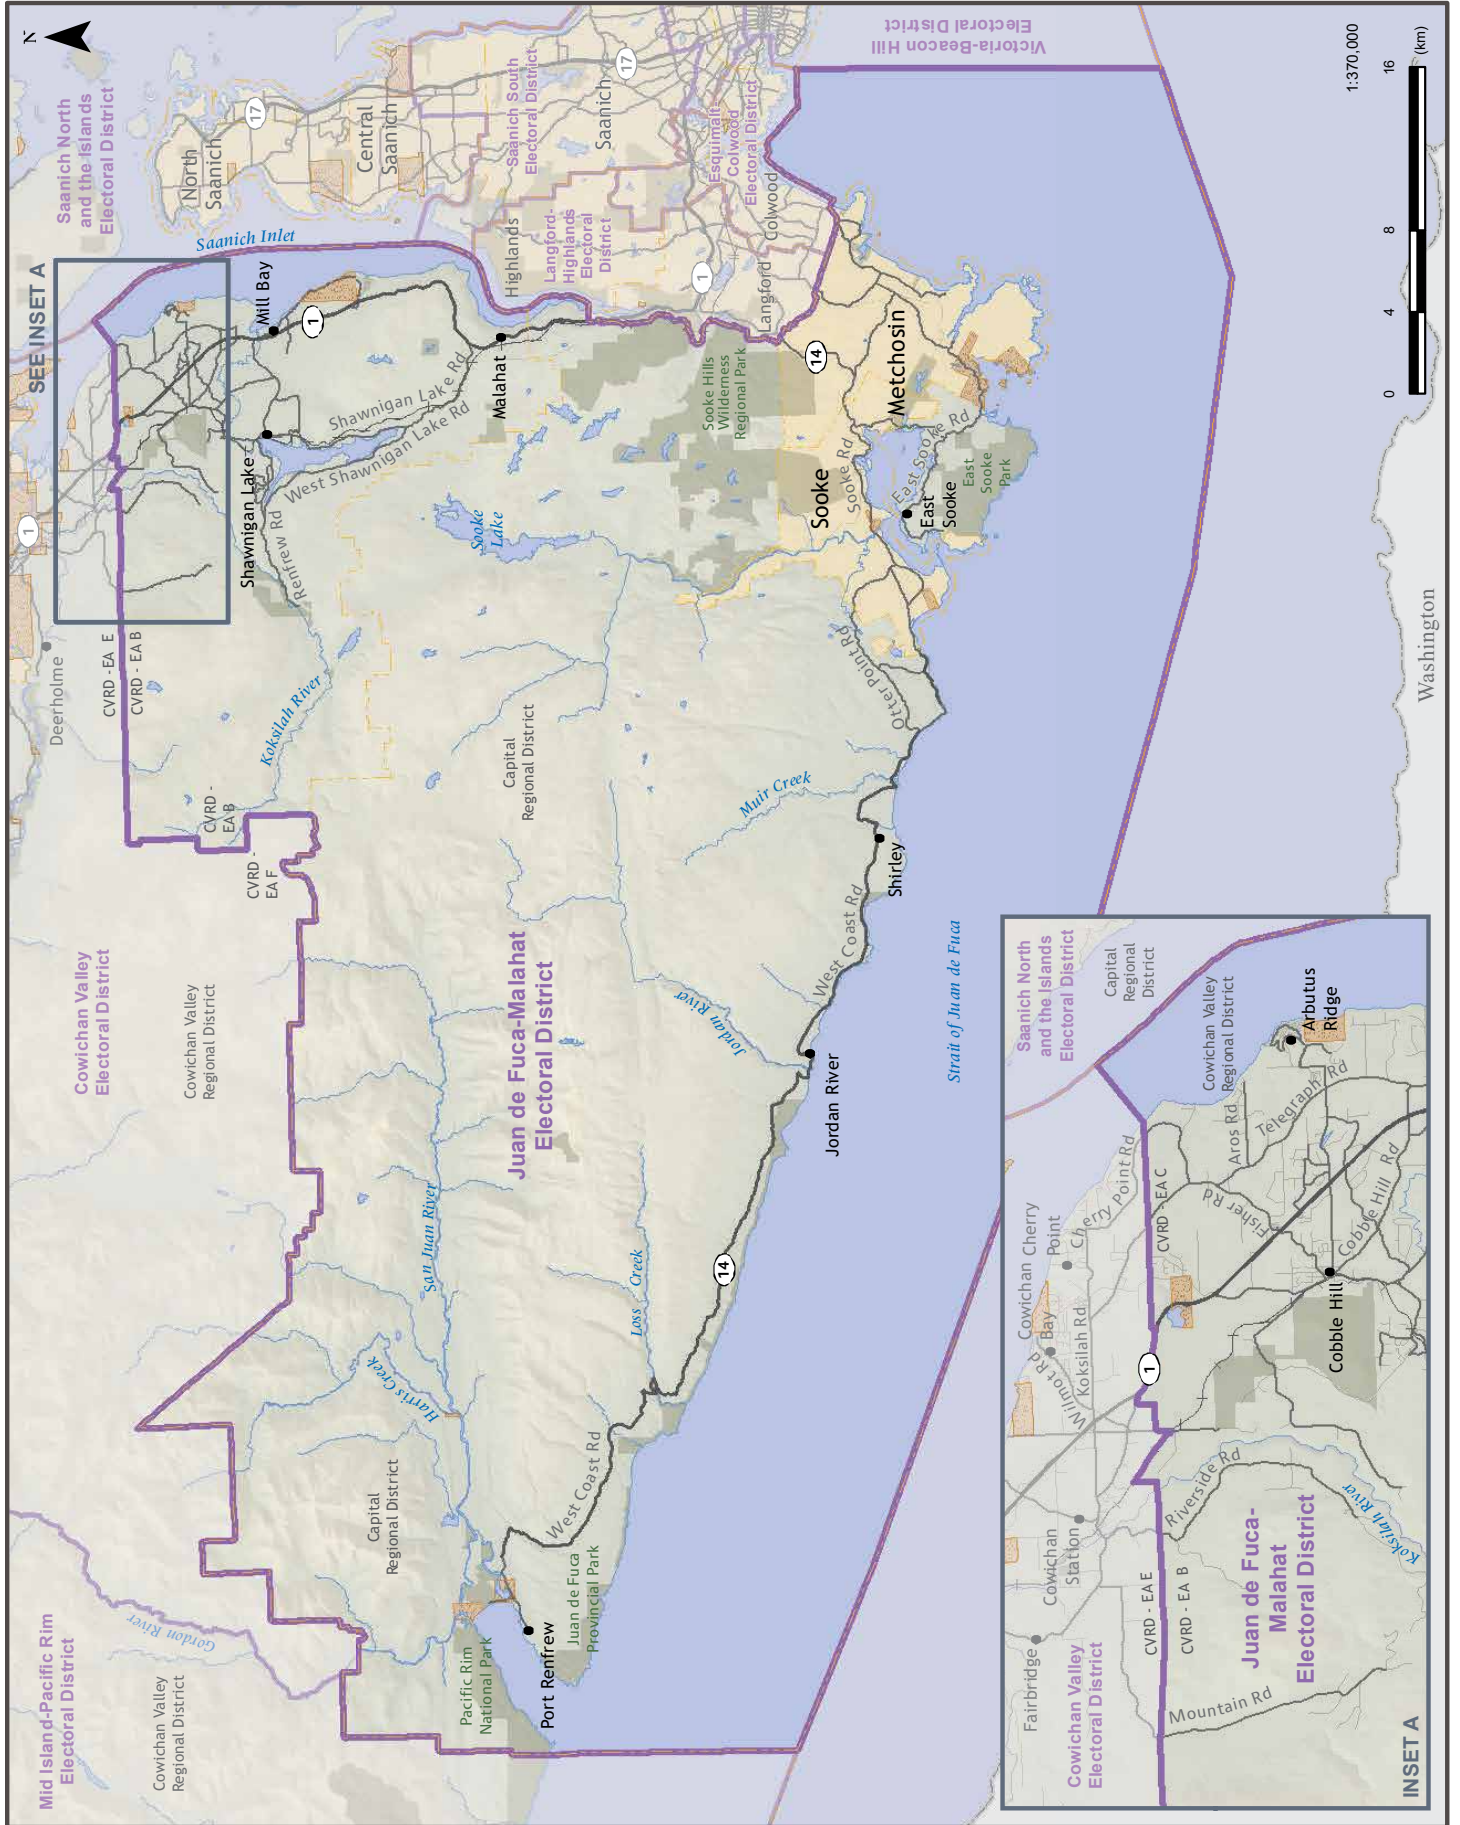 N
Saanich North
and the Islands
Electoral District
17
North
Saanich
Central
Saanich
Saanich South
Electoral District
Saanich
17
Victoria-Beacon Hill
Electoral District
Esquimalt-
Colwood
Electoral District
Colwood
Highlands
Langford-
Highlands
Electoral
District
1
Langford
Saanich Inlet
SEE INSET A
Mill Bay
1
Malahat
Shawnigan Lake Rd
West Shawnigan Lake Rd
Shawnigan Lake
Renfrew Rd
1
Deerholme
CVRD - EA E
CVRD - EA B
Koksilah River
CVRD -
EA B
CVRD -
EA F
Sooke
Lake
Sooke Hills
Wilderness
Regional Park
14
Metchosin
Sooke
Sooke Rd
East Sooke Rd
East
Sooke
East
Sooke
Park
Otter Point Rd
Capital
Regional District
Muir Creek
Shirley
West Coast Rd
Jordan River
Jordan River
Strait of Juan de Fuca
Washington
1:370,000
0
4
8
16
(km)
Cowichan Valley
Electoral District
Cowichan Valley
Regional District
Juan de Fuca-Malahat
Electoral District
San Juan River
Harris Creek
Loss Creek
14
West Coast Rd
Capital
Regional District
Juan de Fuca
Provincial Park
Port Renfrew
Pacific Rim
National Park
Gordon River
Mid Island-Pacific Rim
Electoral District
Cowichan Valley
Regional District
Saanich North
and the Islands
Electoral District
Capital
Regional
District
Cowichan Valley
Regional District
Arbutus
Ridge
Telegraph Rd
Aros Rd
Cherry Point Rd
CVRD - EA C
Fisher Rd
Cobble Hill Rd
Cherry
Point
Cowichan
Bay
Wilmot Rd
Koksilah Rd
1
Cobble Hill
Cowichan
Station
Riverside Rd
Koksilah River
Fairbridge
CVRD - EA E
CVRD - EA B
Cowichan Valley
Electoral District
Juan de Fuca-
Malahat
Electoral District
Mountain Rd
INSET A